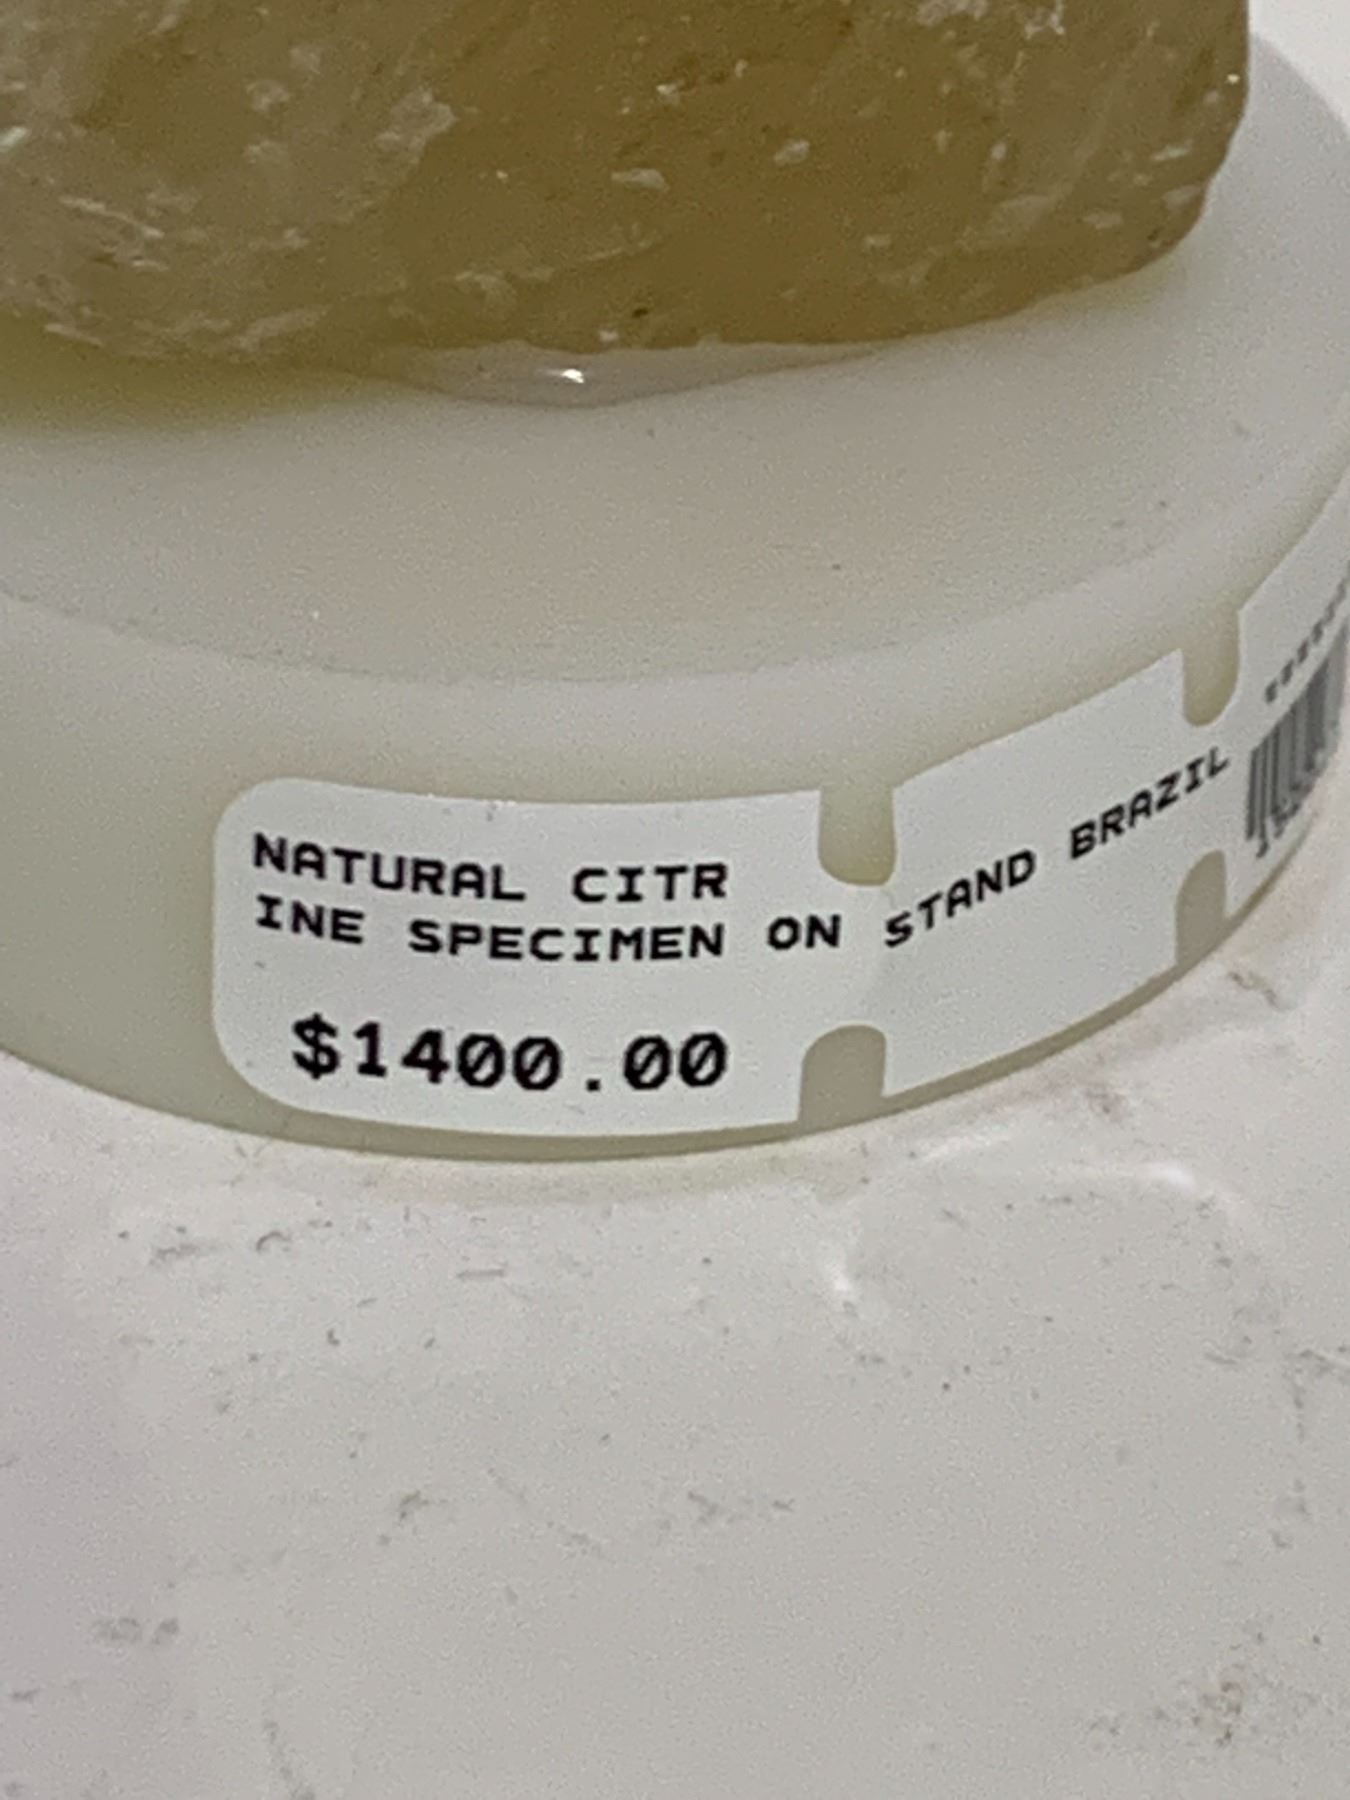 NATURAL CITR
INE SPECIMEN ON STAND BRAZIL
$1400.00